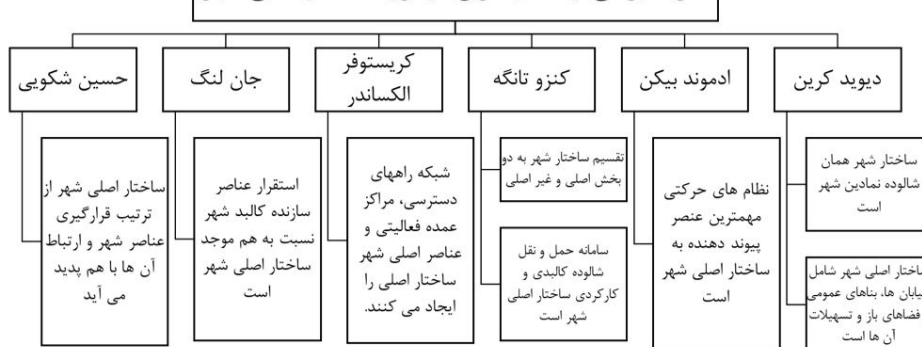 دیوید کرین
ادموند بیکن
کنزو تانگه
کریستوفر
الکساندر
جان لنگ
حسین شکویی
ساختار شهر همان
شالوده نمادین شهر
است
ساختار اصلی شهر شامل
خیابان ها، بناهای عمومی
فضاهای باز و تسهیلات
آن ها است
نظام های حرکتی
مهمترین عنصر
پیوند دهنده به
ساختار اصلی شهر
است
تقسیم ساختار شهر به دو
بخش اصلی و غیر اصلی
سامانه حمل و نقل
شالوده کالبدی و
کارکردی ساختار اصلی
شهر است
شبکه راههای
دسترسی، مراکز
عمده فعالیتی و
عناصر اصلی شهر
ساختار اصلی را
ایجاد می کنند.
استقرار عناصر
سازنده کالبد شهر
نسبت به هم موجد
ساختار اصلی شهر
است
ساختار اصلی شهر از
ترتیب قرارگیری
عناصر شهر و ارتباط
آن ها با هم پدید
می آید